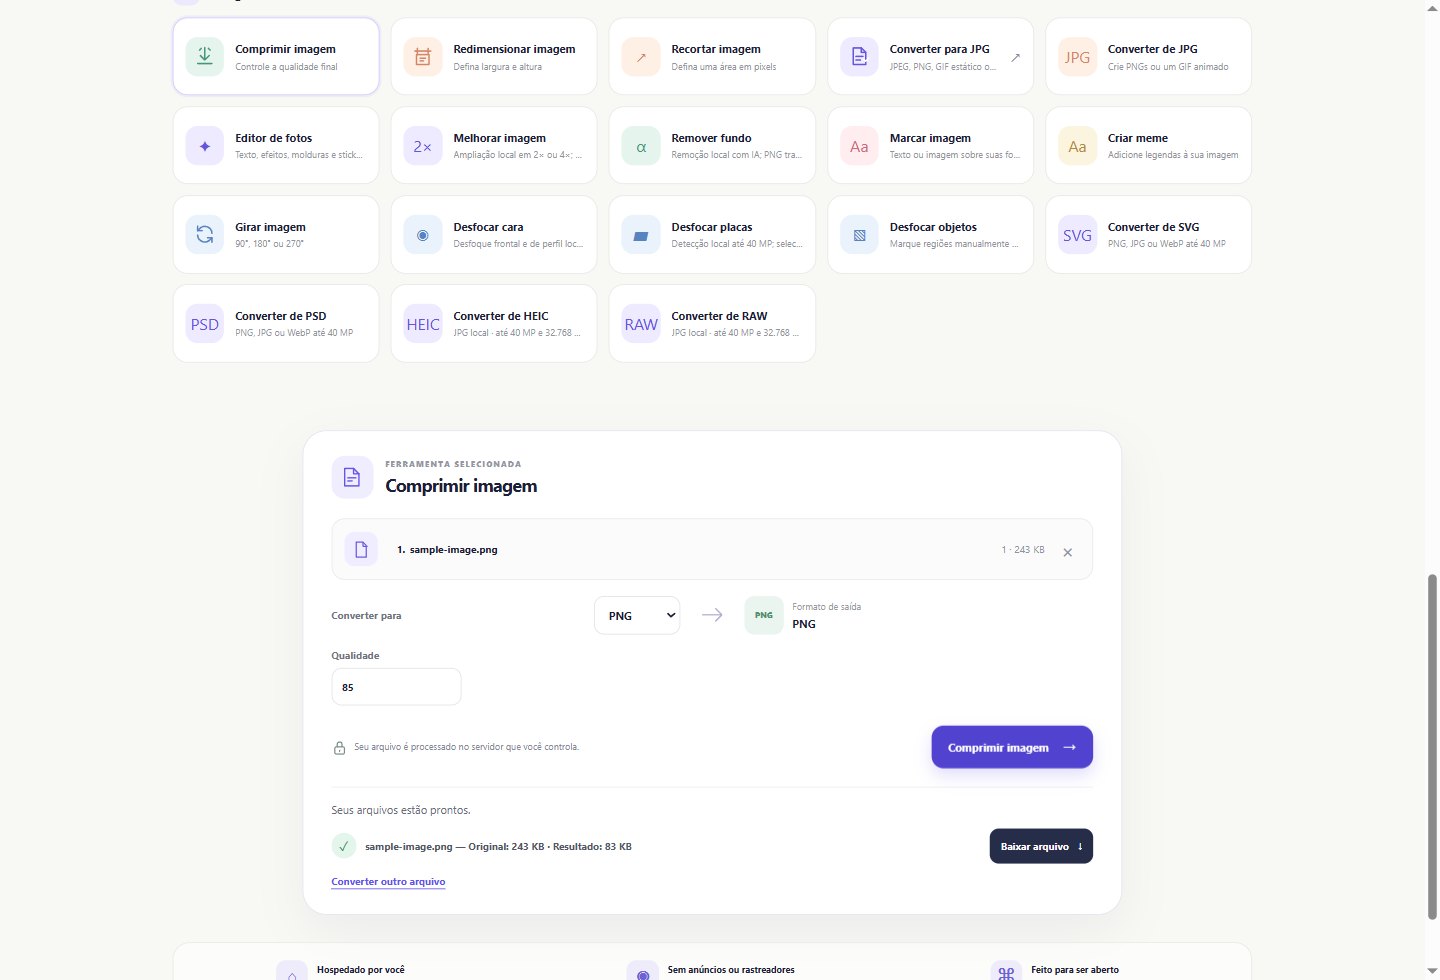 Comprimir imagem
Controle a qualidade final
Redimensionar imagem
Defina largura e altura
Recortar imagem
Defina uma área em pixels
Converter para JPG
JPEG, PNG, GIF estático o...
JPG
Converter de JPG
Crie PNGs ou um GIF animado
Editor de fotos
Texto, efeitos, molduras e stick...
2×
Melhorar imagem
Ampliação local em 2× ou 4×; ...
α
Remover fundo
Remoção local com IA; PNG tra...
Aa
Marcar imagem
Texto ou imagem sobre suas fo...
Aa
Criar meme
Adicione legendas à sua imagem
Girar imagem
90°, 180° ou 270°
Desfocar cara
Desfoque frontal e de perfil loc...
Desfocar placas
Detecção local até 40 MP; selec...
Desfocar objetos
Marque regiões manualmente ...
SVG
Converter de SVG
PNG, JPG ou WebP até 40 MP
PSD
Converter de PSD
PNG, JPG ou WebP até 40 MP
HEIC
Converter de HEIC
JPG local · até 40 MP e 32.768 ...
RAW
Converter de RAW
JPG local · até 40 MP e 32.768 ...
FERRAMENTA SELECIONADA
Comprimir imagem
1. sample-image.png
1 · 243 KB
Converter para
PNG
PNG
Formato de saída
PNG
Qualidade
85
Seu arquivo é processado no servidor que você controla.
Comprimir imagem →
Seus arquivos estão prontos.
sample-image.png — Original: 243 KB · Resultado: 83 KB
Baixar arquivo ↓
Converter outro arquivo
Hospedado por você
Sem anúncios ou rastreadores
Feito para ser aberto